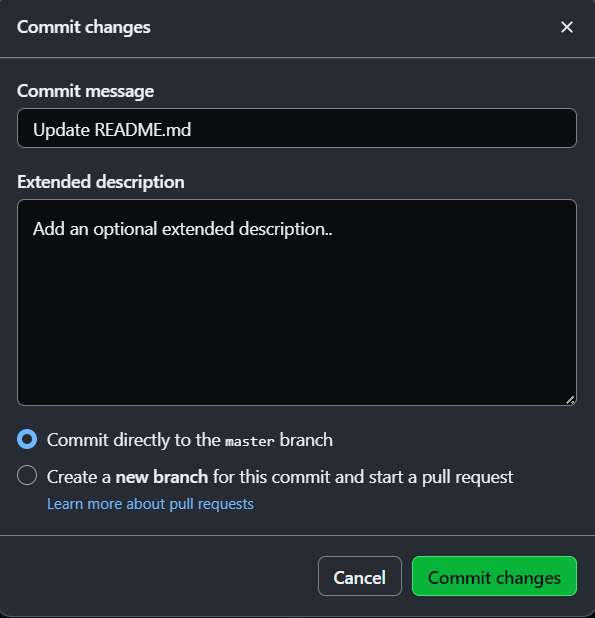 Commit changes
Commit message
Update README.md
Extended description
Add an optional extended description..
Commit directly to the master branch
Create a new branch for this commit and start a pull request
Learn more about pull requests
Cancel
Commit changes